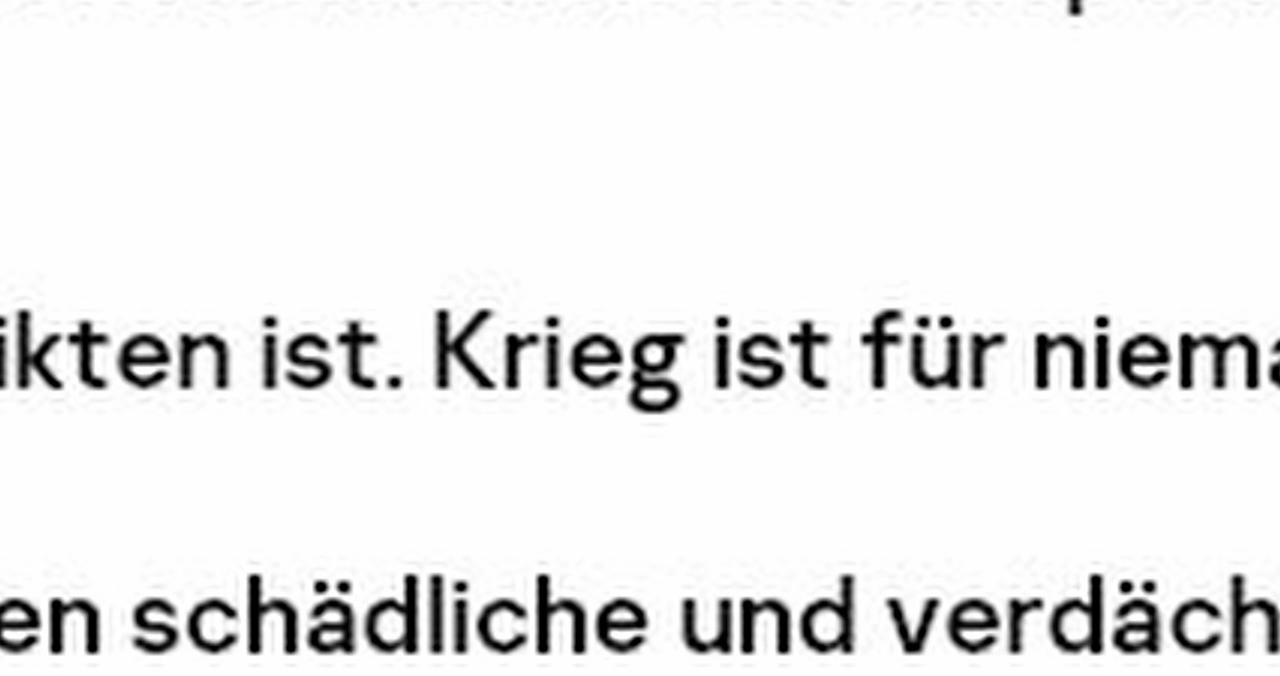 ikten ist. Krieg ist für niema
en schädliche und verdäch